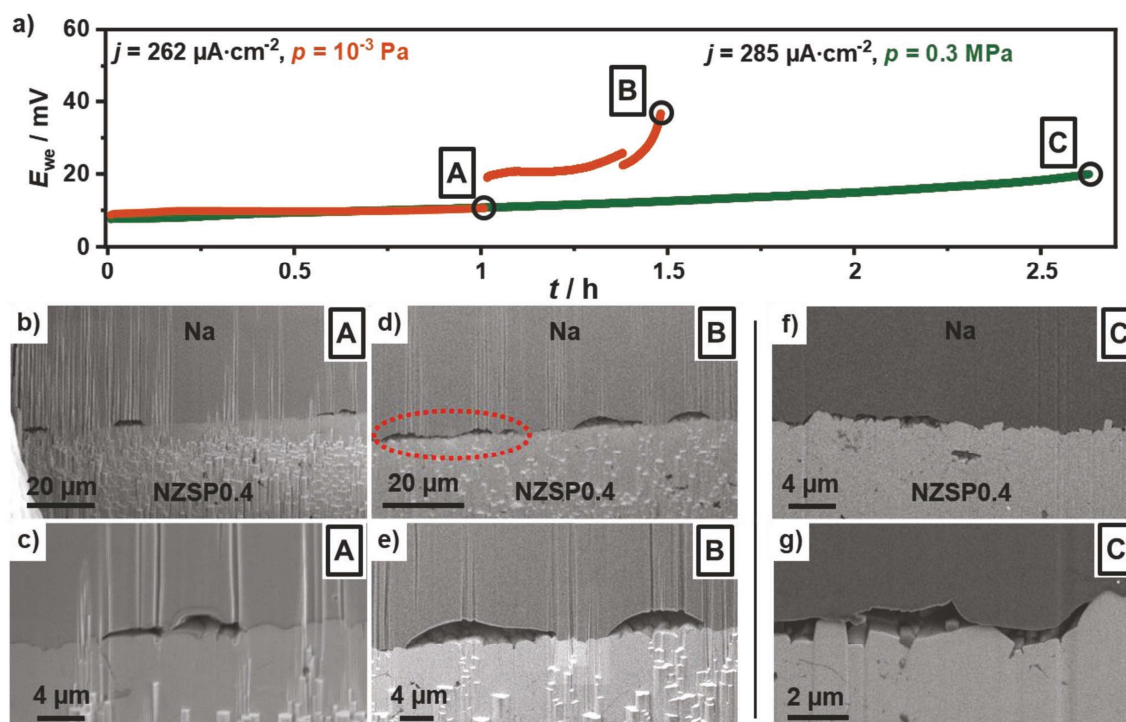 a)
j = 262 µA·cm⁻², p = 10⁻³ Pa
j = 285 µA·cm⁻², p = 0.3 MPa
60
40
20
0
E_we / mV
A
B
C
0
0.5
1
1.5
2
2.5
t / h
b)
Na
A
20 µm
NZSP0.4
d)
Na
B
20 µm
NZSP0.4
f)
Na
C
4 µm
NZSP0.4
c)
A
4 µm
e)
B
4 µm
g)
C
2 µm